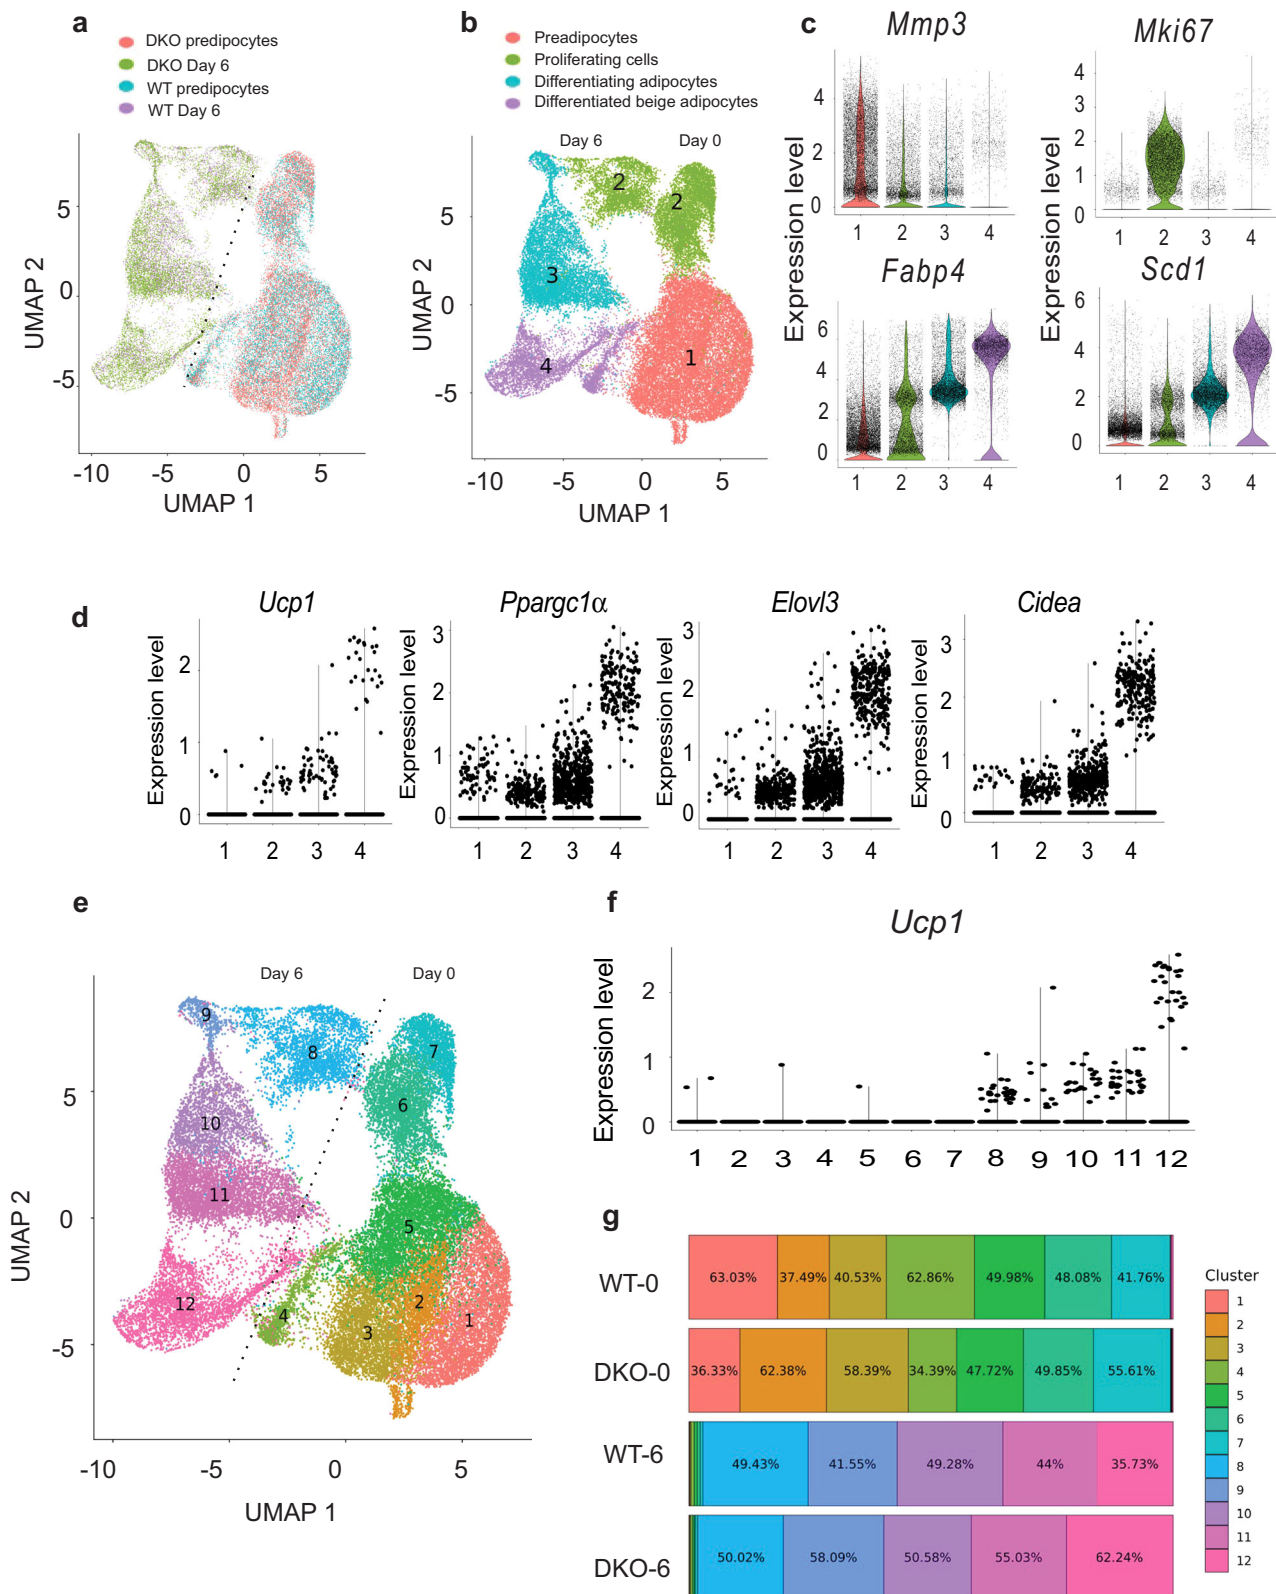 a
DKO predipocytes
DKO Day 6
WT predipocytes
WT Day 6
5
0
-5
-10
-5
0
5
UMAP 2
UMAP 1
b
Preadipocytes
Proliferating cells
Differentiating adipocytes
Differentiated beige adipocytes
Day 6
Day 0
2
2
3
1
4
5
0
-5
-10
-5
0
5
UMAP 2
UMAP 1
c
Mmp3
4
2
0
1 2 3 4
Mki67
4
3
2
1
0
1 2 3 4
Expression level
Expression level
Fabp4
6
4
2
0
1 2 3 4
Scd1
6
4
2
0
1 2 3 4
d
Ucp1
Expression level
2
1
0
1 2 3 4
Ppargc1α
Expression level
3
2
1
0
1 2 3 4
Elovl3
Expression level
3
2
1
0
1 2 3 4
Cidea
Expression level
3
2
1
0
1 2 3 4
e
Day 6
Day 0
9
8
7
6
10
11
5
12
4
2
3
1
5
0
-5
-10
-5
0
5
UMAP 2
UMAP 1
f
Ucp1
Expression level
2
1
0
1 2 3 4 5 6 7 8 9 10 11 12
g
WT-0
63.03% 37.49% 40.53% 62.86% 49.98% 48.08% 41.76%
DKO-0
36.33% 62.38% 58.39% 34.39% 47.72% 49.85% 55.61%
WT-6
49.43% 41.55% 49.28% 44% 35.73%
DKO-6
50.02% 58.09% 50.58% 55.03% 62.24%
Cluster
1
2
3
4
5
6
7
8
9
10
11
12